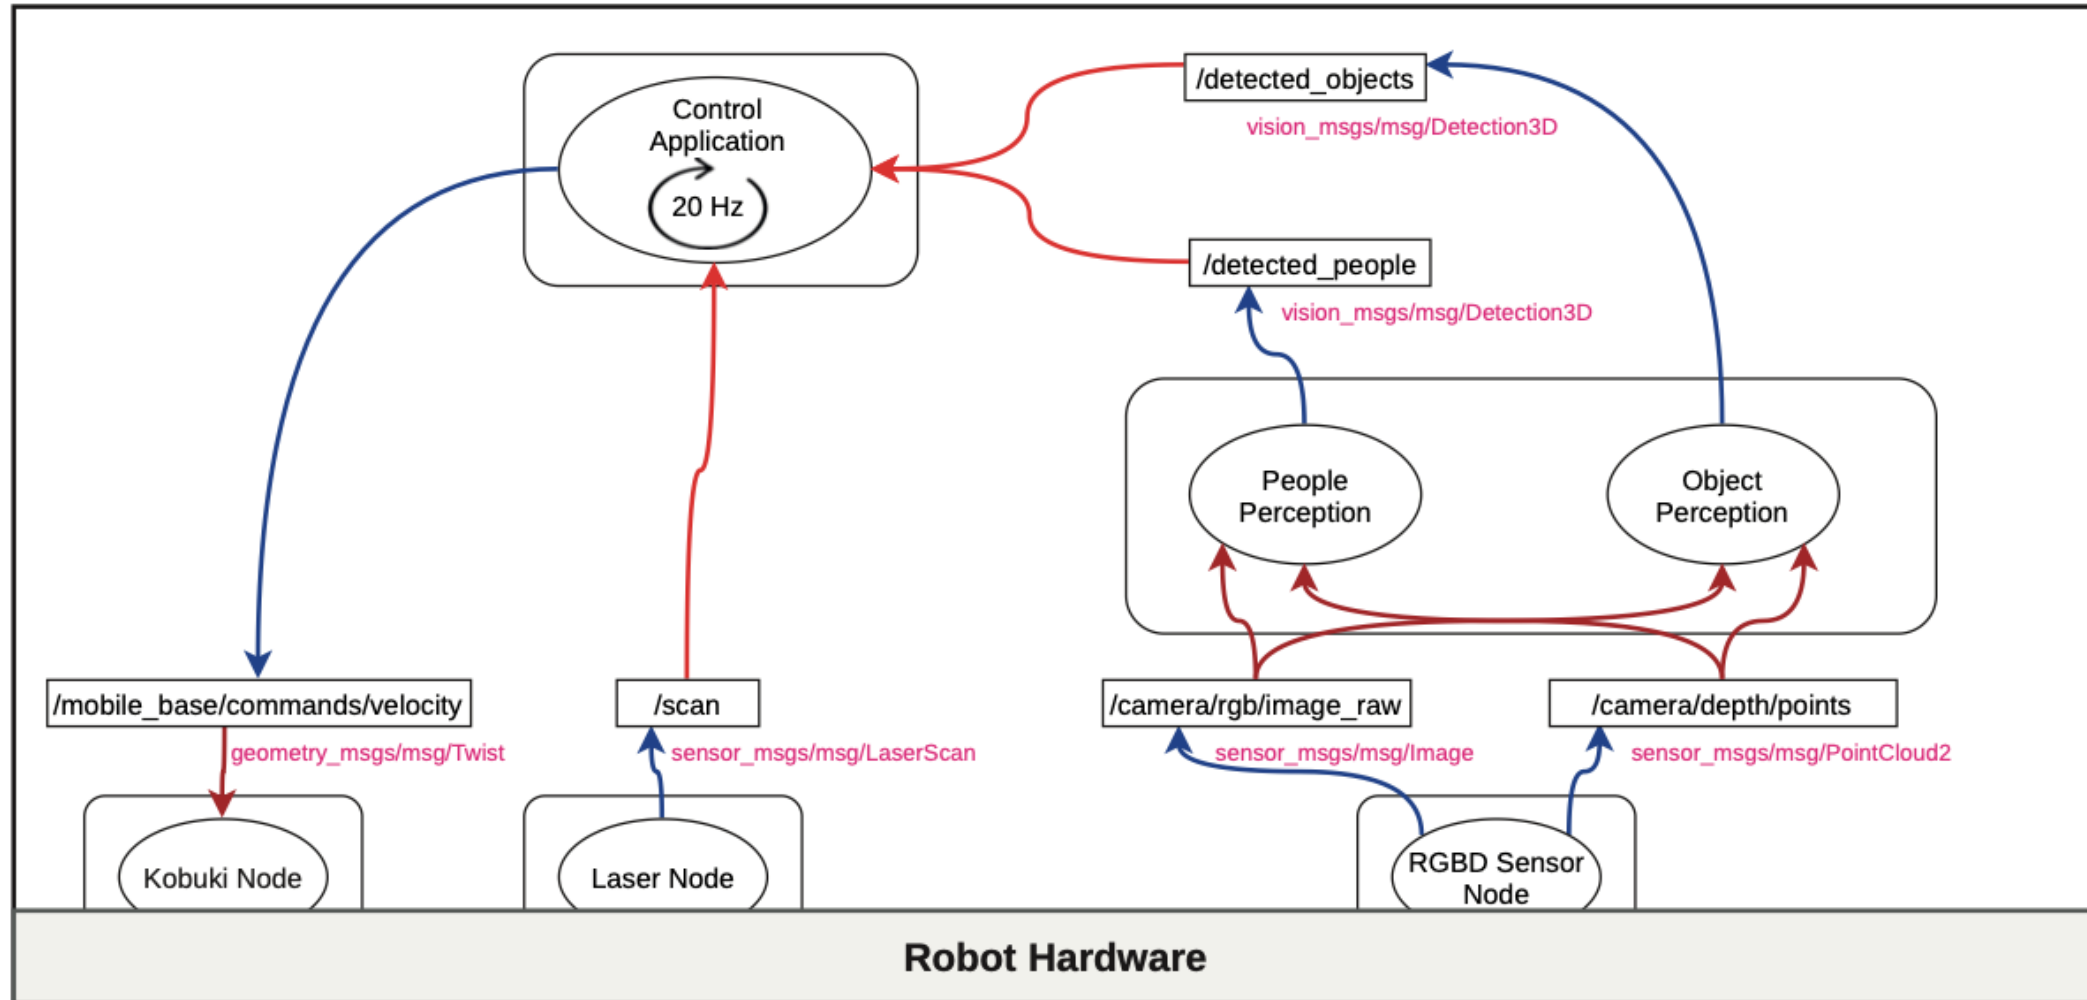 Control
Application
20 Hz
/detected_objects
vision_msgs/msg/Detection3D
/detected_people
vision_msgs/msg/Detection3D
People
Perception
Object
Perception
/mobile_base/commands/velocity
geometry_msgs/msg/Twist
/scan
sensor_msgs/msg/LaserScan
/camera/rgb/image_raw
sensor_msgs/msg/Image
/camera/depth/points
sensor_msgs/msg/PointCloud2
Kobuki Node
Laser Node
RGBD Sensor
Node
Robot Hardware